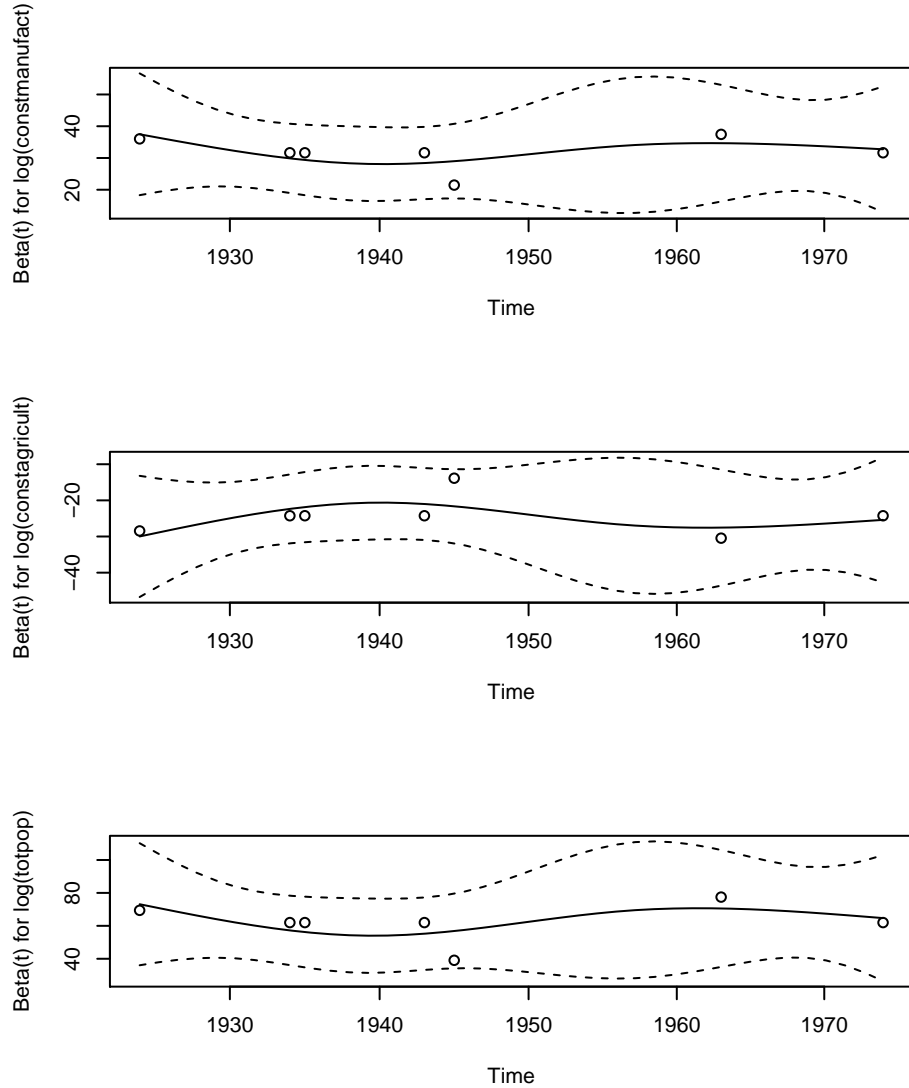 Beta(t) for log(constmanufact)
40
20
1930 1940 1950 1960 1970
Time
Beta(t) for log(constagricult)
−20
−40
1930 1940 1950 1960 1970
Time
Beta(t) for log(totpop)
80
40
1930 1940 1950 1960 1970
Time